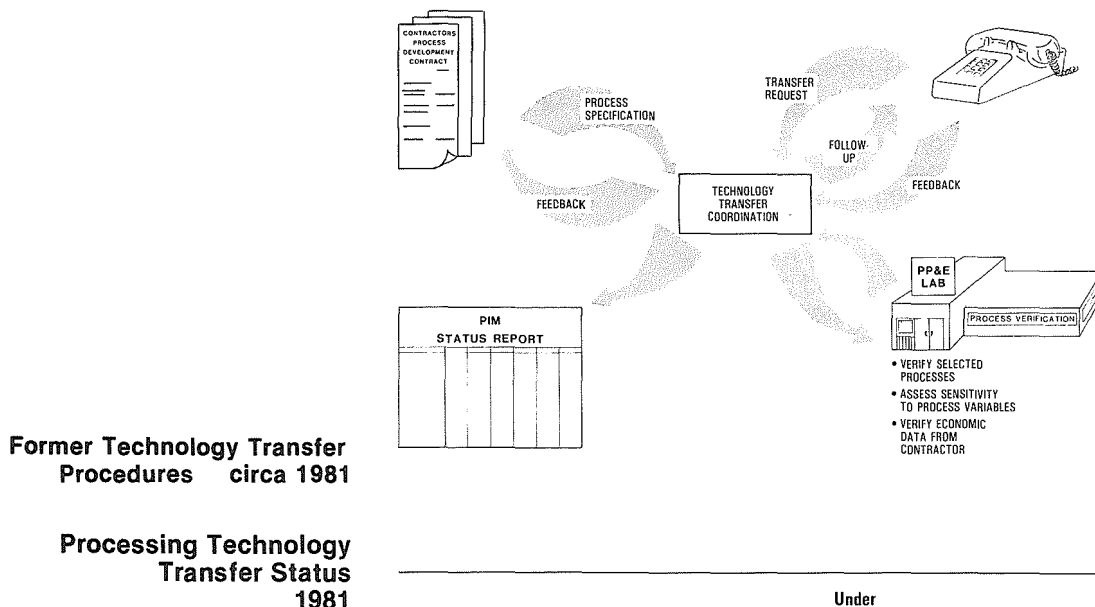 CONTRACTORS
PROCESS
DEVELOPMENT
CONTRACT
PROCESS
SPECIFICATION
FEEDBACK
TRANSFER
REQUEST
FOLLOW-
UP
FEEDBACK
TECHNOLOGY
TRANSFER
COORDINATION
PIM
STATUS REPORT
PP&E
LAB
PROCESS VERIFICATION
• VERIFY SELECTED
PROCESSES
• ASSESS SENSITIVITY
TO PROCESS VARIABLES
• VERIFY ECONOMIC
DATA FROM
CONTRACTOR
Former Technology Transfer
Procedures circa 1981
Processing Technology
Transfer Status
1981
Under